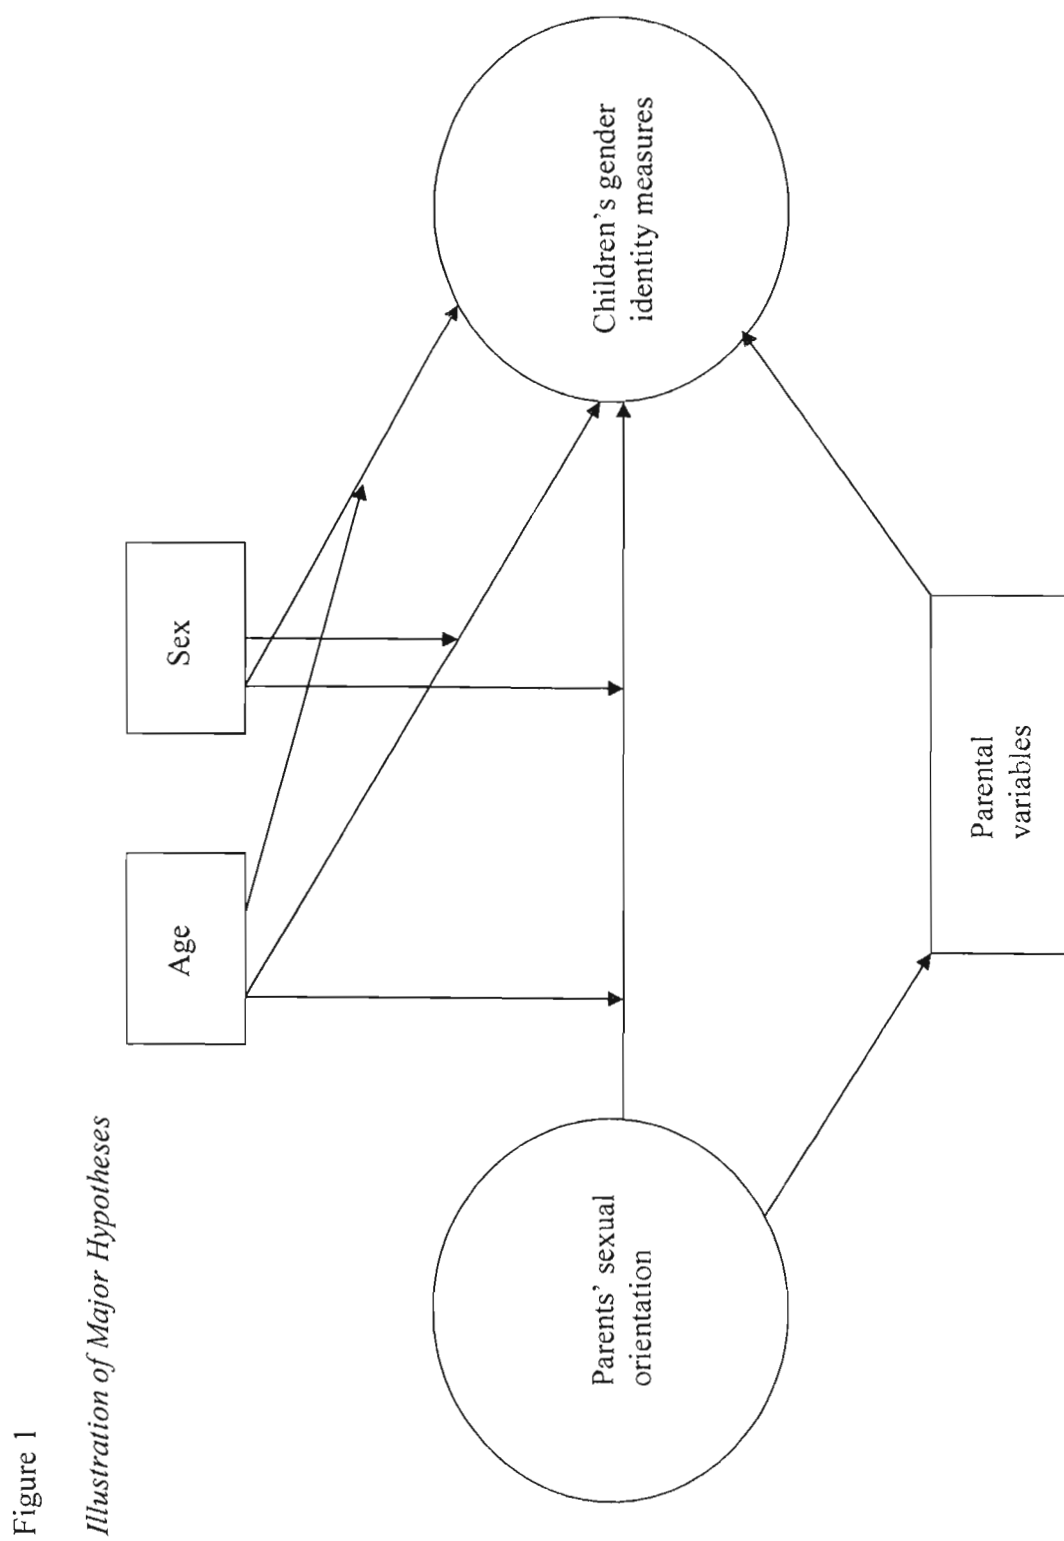 Figure 1
Illustration of Major Hypotheses
Age
Sex
Parents’ sexual
orientation
Children’s gender
identity measures
Parental
variables